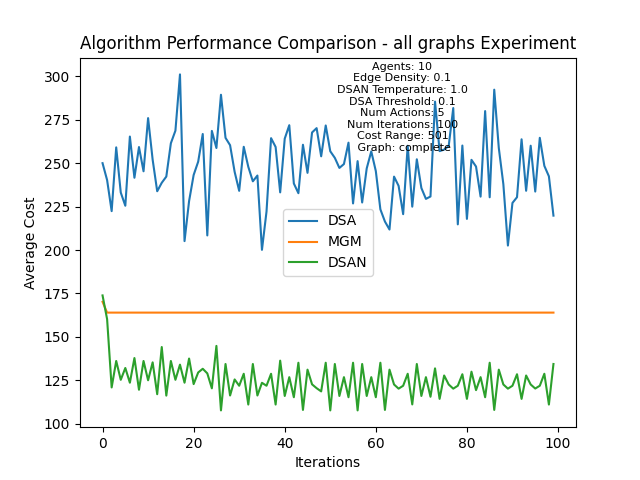 Algorithm Performance Comparison - all graphs Experiment
Agents: 10
Edge Density: 0.1
DSAN Temperature: 1.0
DSA Threshold: 0.1
Num Actions: 5
Num Iterations: 100
Cost Range: 501
Graph: complete
300
275
250
225
200
175
150
125
100
Average Cost
DSA
MGM
DSAN
0
20
40
60
80
100
Iterations